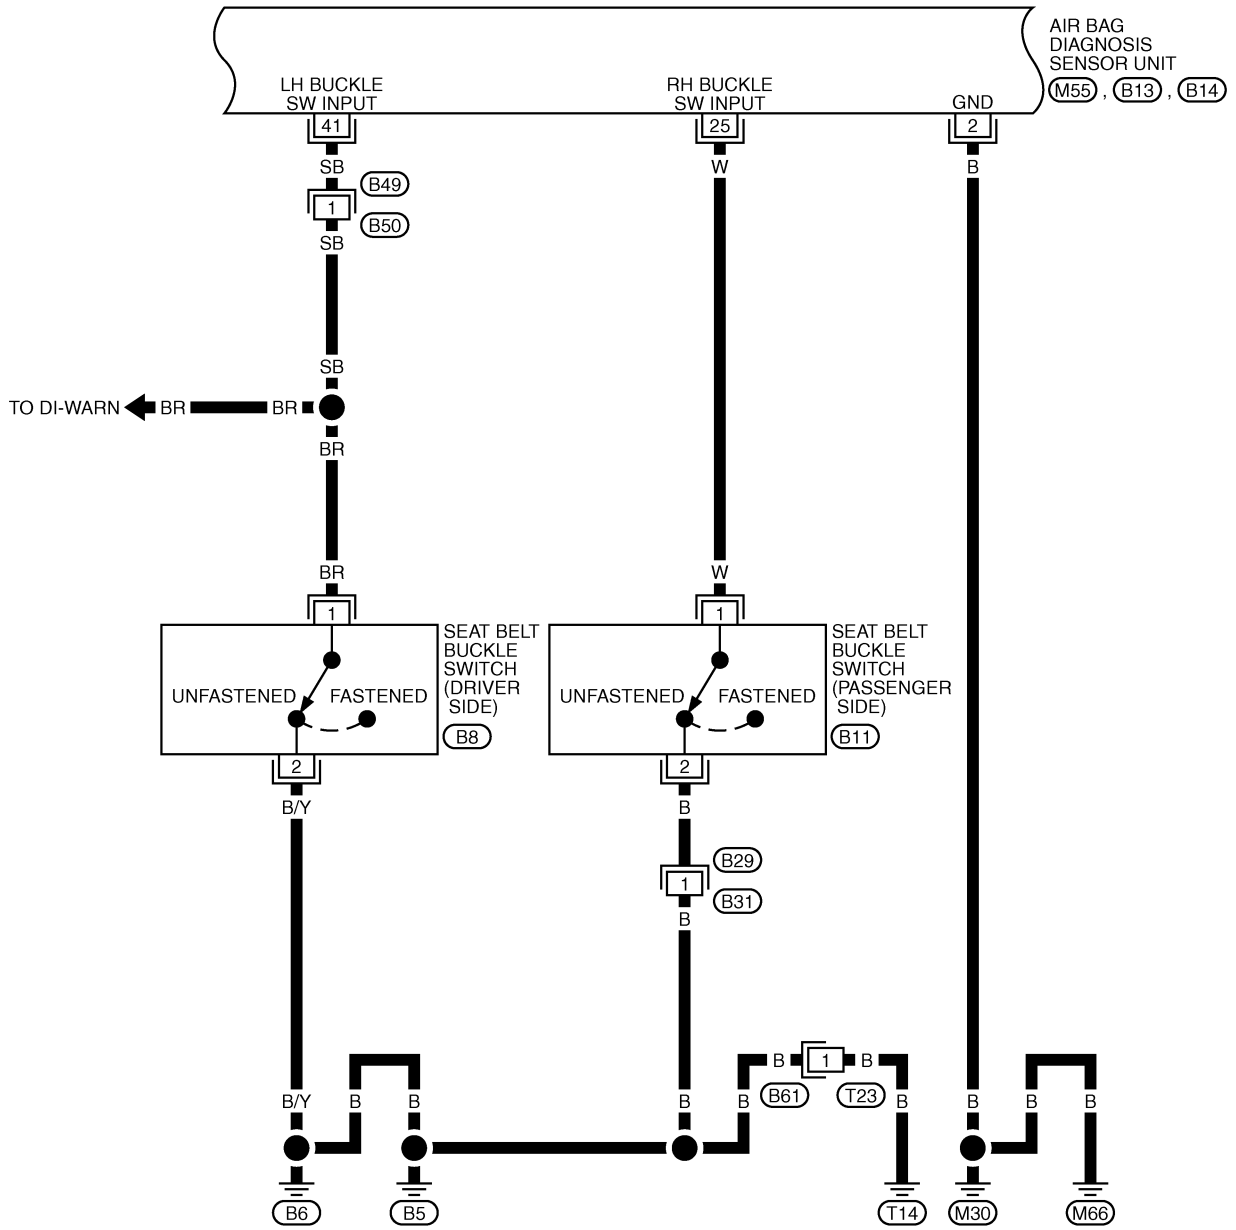 AIR BAG
DIAGNOSIS
SENSOR UNIT
M55 , B13 , B14
LH BUCKLE
SW INPUT
RH BUCKLE
SW INPUT
GND
41
25
2
SB
W
B
B49
1
B50
SB
SB
TO DI-WARN
BR
BR
BR
BR
W
1
1
SEAT BELT
BUCKLE
SWITCH
(DRIVER
SIDE)
B8
UNFASTENED
FASTENED
SEAT BELT
BUCKLE
SWITCH
(PASSENGER
SIDE)
B11
UNFASTENED
FASTENED
2
2
B/Y
B
B29
1
B31
B
B
1
B
B61
T23
B/Y
B
B
B
B
B
B
B
B
B6
B5
T14
M30
M66